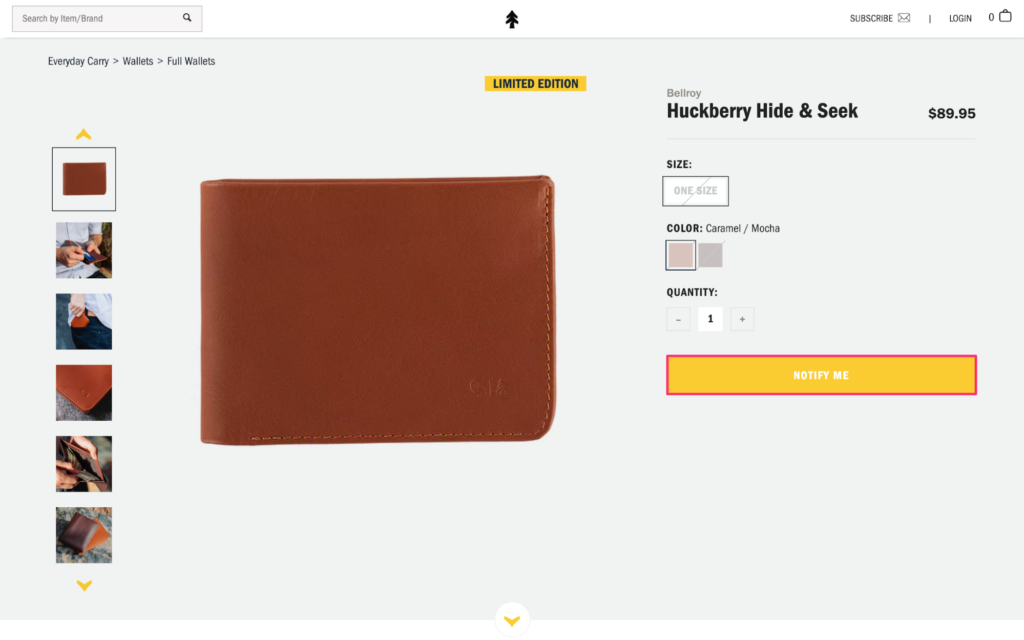 Search by Item/Brand
SUBSCRIBE | LOGIN 0
Everyday Carry > Wallets > Full Wallets
LIMITED EDITION
Bellroy
Huckberry Hide & Seek $89.95
SIZE:
ONE SIZE
COLOR: Caramel / Mocha
QUANTITY:
- 1 +
NOTIFY ME